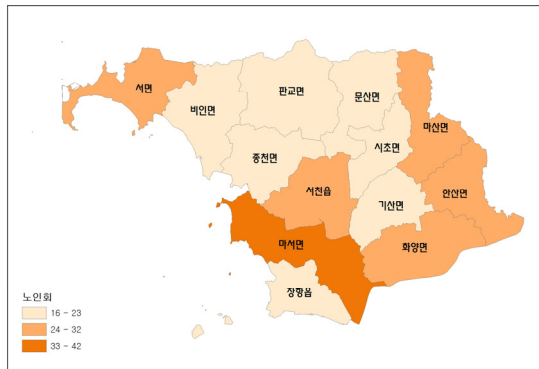 서면
비인면
판교면
문산면
마산면
시초면
종천면
서천읍
기산면
한산면
화양면
마서면
장항읍
노인회
16 - 23
24 - 32
33 - 42